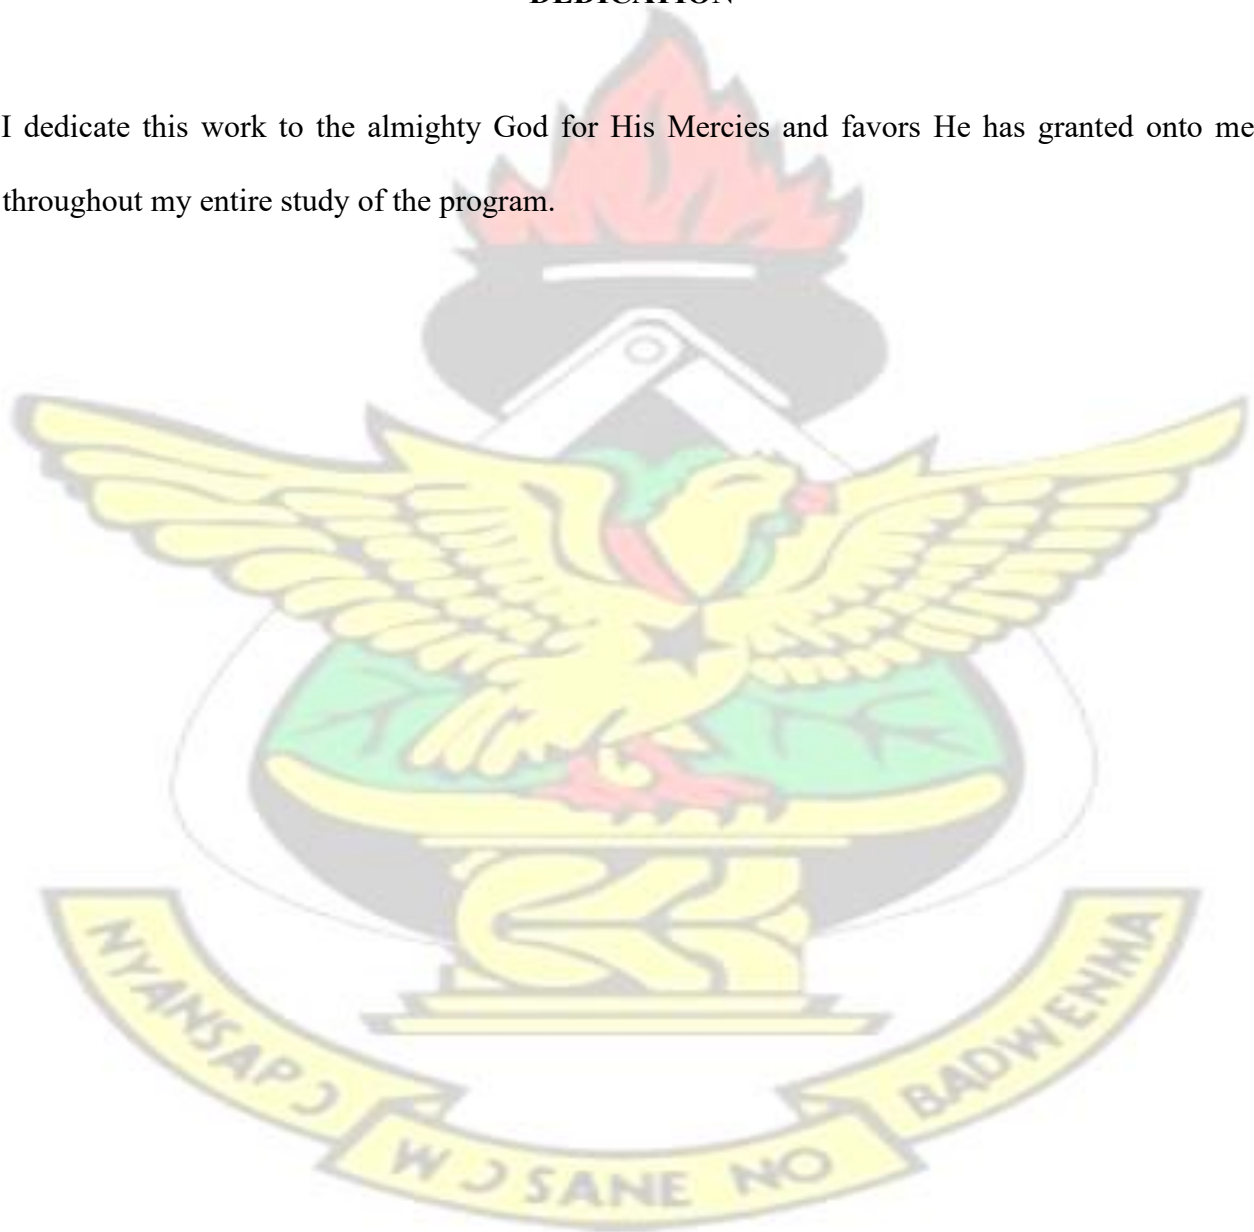 DEDICATION
I dedicate this work to the almighty God for His Mercies and favors He has granted onto me
throughout my entire study of the program.
NYANSAPƆ
WƆSANE NO
BADWENMA